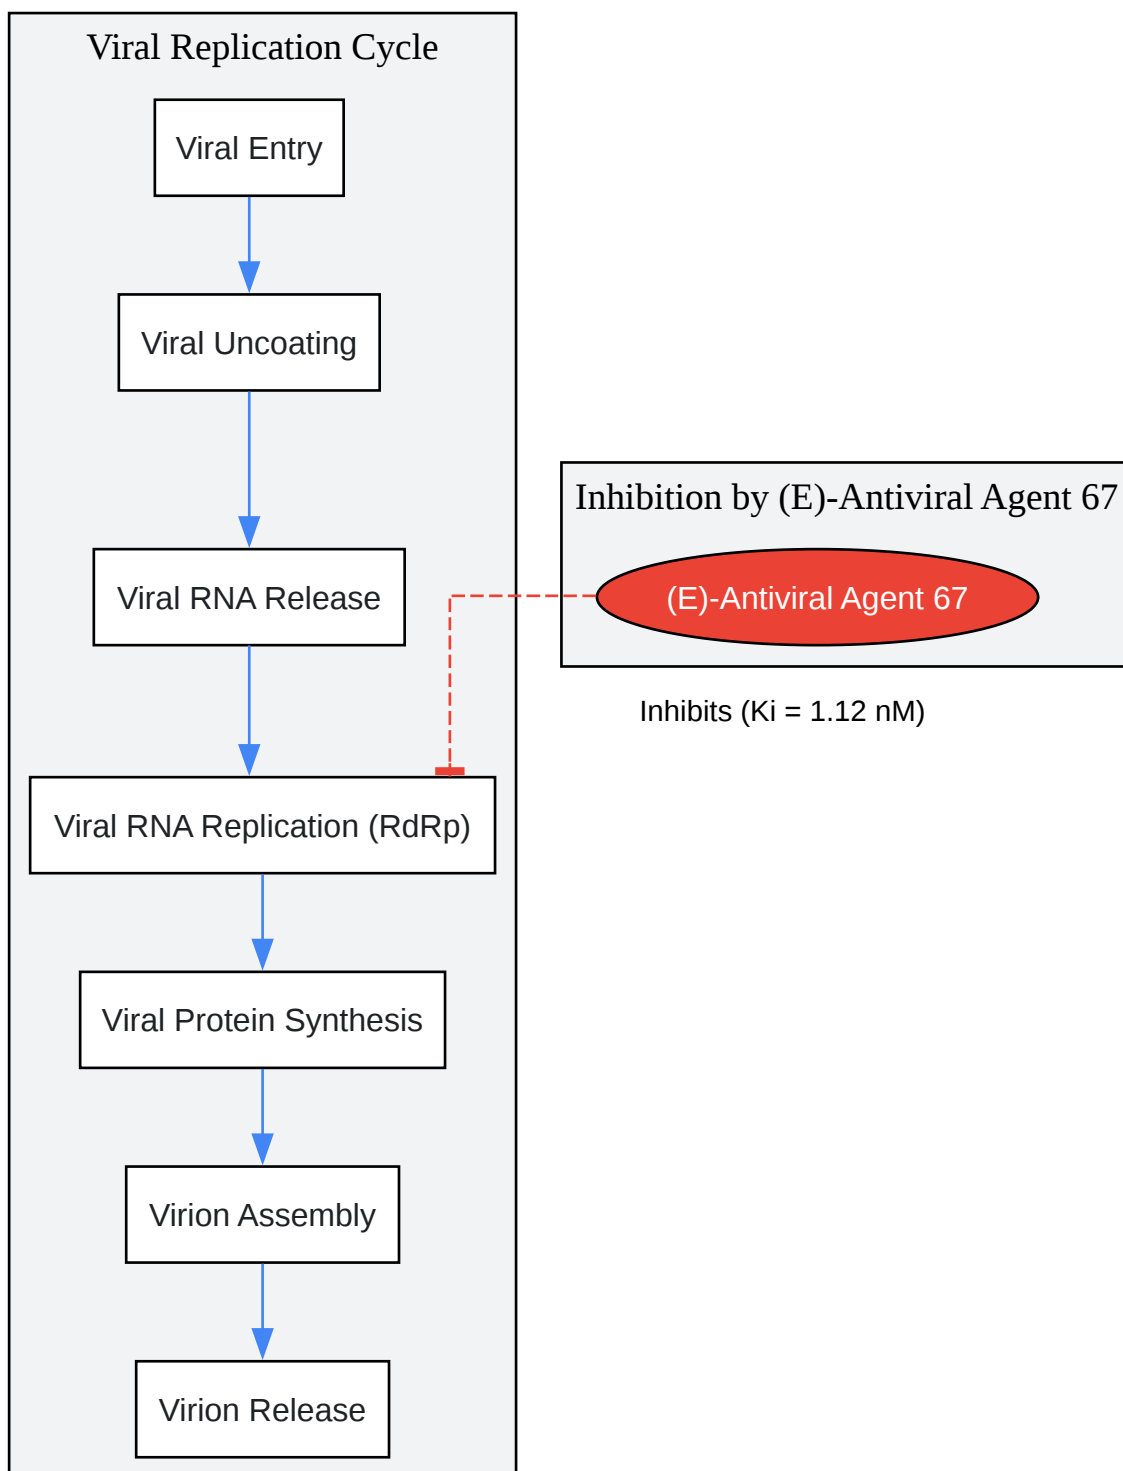 Viral Replication Cycle
Viral Entry
Viral Uncoating
Viral RNA Release
Viral RNA Replication (RdRp)
Viral Protein Synthesis
Virion Assembly
Virion Release
Inhibition by (E)-Antiviral Agent 67
(E)-Antiviral Agent 67
Inhibits (Ki = 1.12 nM)